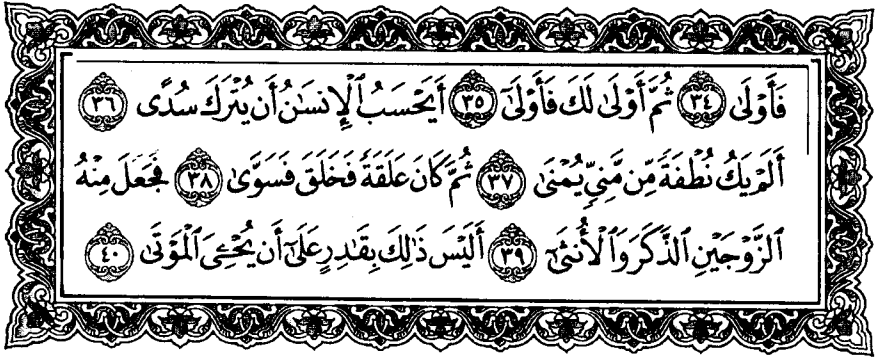 فَأَوۡلَىٰ ٣٤ ثُمَّ أَوۡلَىٰ لَكَ فَأَوۡلَىٰٓ ٣٥ أَيَحۡسَبُ ٱلۡإِنسَٰنُ أَن يُتۡرَكَ سُدًى ٣٦
أَلَمۡ يَكُ نُطۡفَةٗ مِّن مَّنِيّٖ يُمۡنَىٰ ٣٧ ثُمَّ كَانَ عَلَقَةٗ فَخَلَقَ فَسَوَّىٰ ٣٨ فَجَعَلَ مِنۡهُ
ٱلزَّوۡجَيۡنِ ٱلذَّكَرَ وَٱلۡأُنثَىٰٓ ٣٩ أَلَيۡسَ ذَٰلِكَ بِقَٰدِرٍ عَلَىٰٓ أَن يُحۡـِۧيَ ٱلۡمَوۡتَىٰ ٤٠